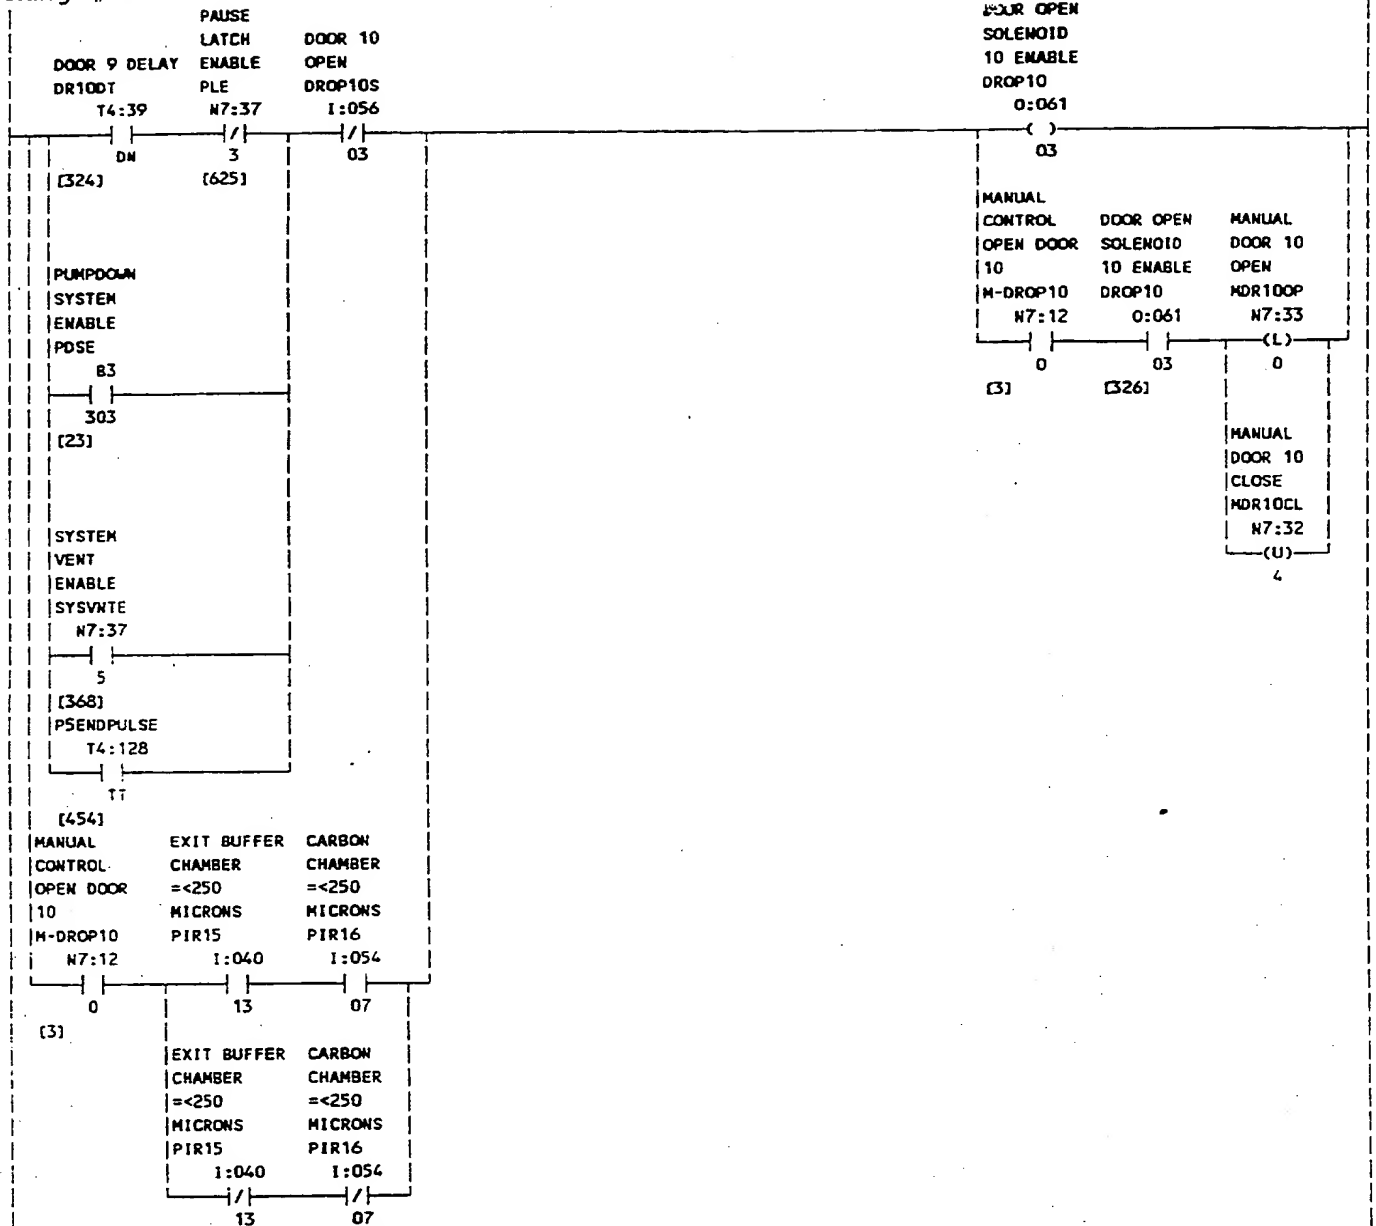 PAUSE
LATCH DOOR 10
DOOR 9 DELAY ENABLE OPEN
DR10DT PLE DROP10S
T4:39 N7:37 I:056
DN 3 03
[324] [625]
DOOR OPEN
SOLENOID
10 ENABLE
DROP10
O:061
03
MANUAL
CONTROL DOOR OPEN MANUAL
OPEN DOOR SOLENOID DOOR 10
10 10 ENABLE OPEN
M-DROP10 DROP10 MDR10OP
N7:12 O:061 N7:33
(L)
0 03 0
[3] [326]
MANUAL
DOOR 10
CLOSE
MDR10CL
N7:32
(U)
4
PUMPDOWN
SYSTEM
ENABLE
PDSE
B3
303
[23]
SYSTEM
VENT
ENABLE
SYSVNTE
N7:37
5
[368]
PSENDPULSE
T4:128
TT
[454]
MANUAL EXIT BUFFER CARBON
CONTROL CHAMBER CHAMBER
OPEN DOOR =<250 =<250
10 MICRONS MICRONS
M-DROP10 PIR15 PIR16
N7:12 I:040 I:054
0 13 07
[3]
EXIT BUFFER CARBON
CHAMBER CHAMBER
=<250 =<250
MICRONS MICRONS
PIR15 PIR16
I:040 I:054
13 07